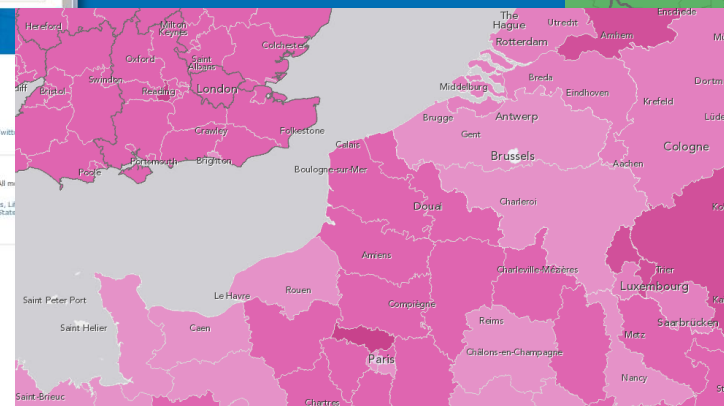 The
Hague
Utrecht
Enschede
Hereford
Milton
Keynes
Rotterdam
Arnhem
Colchester
Oxford
Saint
Albans
Swindon
Breda
Middelburg
Eindhoven
Bristol
Reading
London
Krefeld
Brugge
Antwerp
Crawley
Folkestone
Gent
Calais
Cologne
Brussels
Portsmouth
Brighton
Aachen
Poole
Boulogne-sur-Mer
Douai
Charleroi
Amiens
Charleville-Mézières
Trier
Luxembourg
Rouen
Le Havre
Saint Peter Port
Compiègne
Reims
Saarbrücken
Saint Helier
Caen
Metz
Châlons-en-Champagne
Paris
Nancy
Saint-Brieuc
Chartres